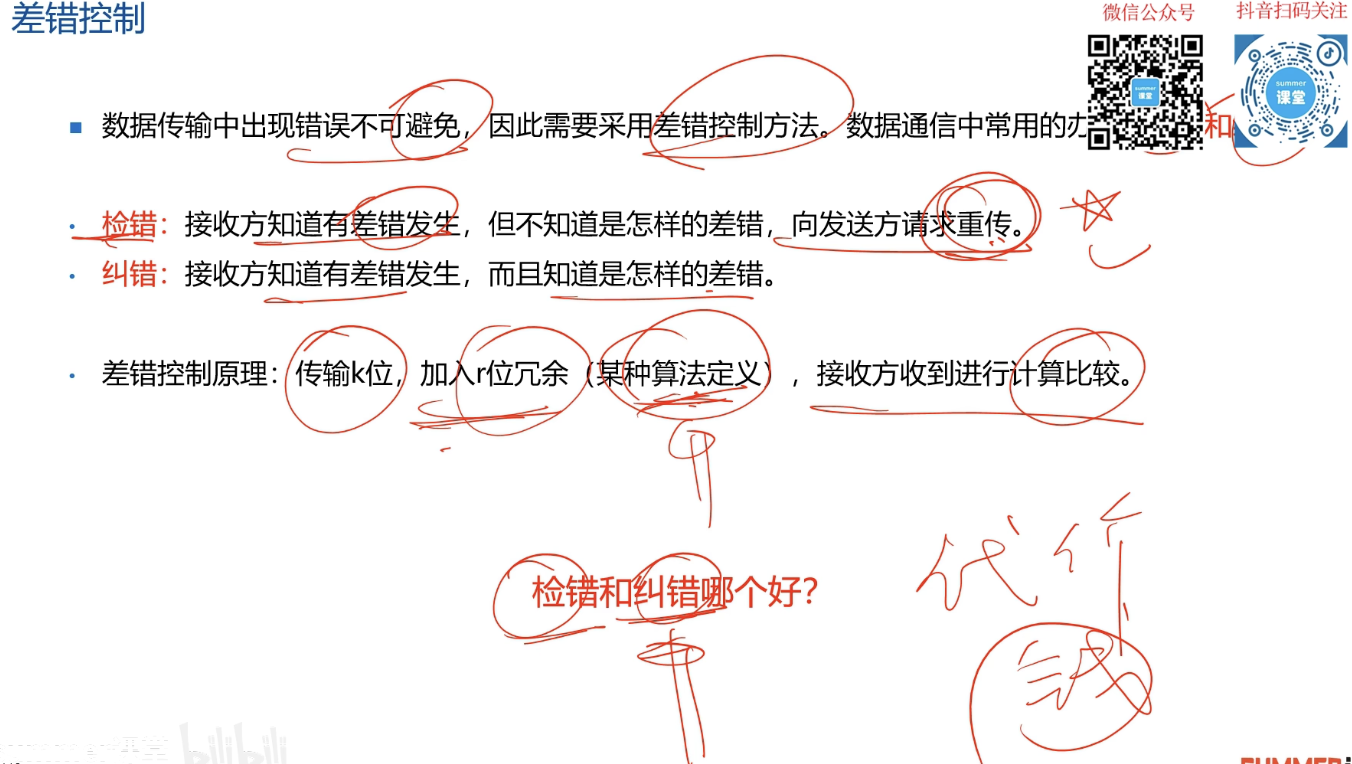 差错控制
微信公众号
抖音扫码关注
summer
课堂
summer
课堂
数据传输中出现错误不可避免，因此需要采用差错控制方法。数据通信中常用的 和
检错：接收方知道有差错发生，但不知道是怎样的差错，向发送方请求重传。
纠错：接收方知道有差错发生，而且知道是怎样的差错。
差错控制原理：传输k位，加入r位冗余（某种算法定义），接收方收到进行计算比较。
检错和纠错哪个好？
代价
课堂 bilibili